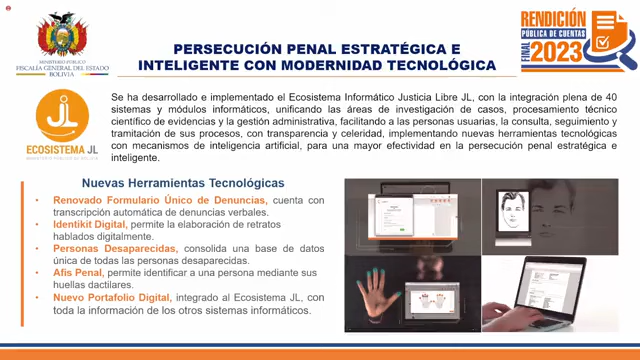 MINISTERIO PÚBLICO
FISCALÍA GENERAL DEL ESTADO
BOLIVIA
PERSECUCIÓN PENAL ESTRATÉGICA E
INTELIGENTE CON MODERNIDAD TECNOLÓGICA
RENDICIÓN
PÚBLICA DE CUENTAS
FINAL 2023
JL
ECOSISTEMA JL
MINISTERIO PÚBLICO DE BOLIVIA
Se ha desarrollado e implementado el Ecosistema Informático Justicia Libre JL, con la integración plena de 40
sistemas y módulos informáticos, unificando las áreas de investigación de casos, procesamiento técnico
científico de evidencias y la gestión administrativa, facilitando a las personas usuarias, la consulta, seguimiento y
tramitación de sus procesos, con transparencia y celeridad, implementando nuevas herramientas tecnológicas
con mecanismos de inteligencia artificial, para una mayor efectividad en la persecución penal estratégica e
inteligente.
Nuevas Herramientas Tecnológicas
• Renovado Formulario Único de Denuncias, cuenta con
transcripción automática de denuncias verbales.
• Identikit Digital, permite la elaboración de retratos
hablados digitalmente.
• Personas Desaparecidas, consolida una base de datos
única de todas las personas desaparecidas.
• Afis Penal, permite identificar a una persona mediante sus
huellas dactilares.
• Nuevo Portafolio Digital, integrado al Ecosistema JL, con
toda la información de los otros sistemas informáticos.